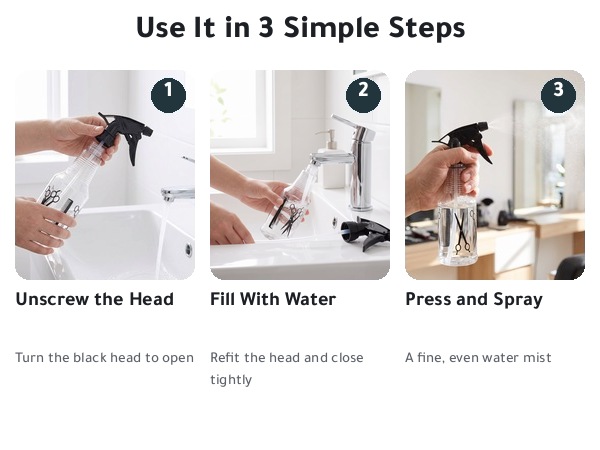 Use It in 3 Simple Steps
1
2
3
Unscrew the Head
Fill With Water
Press and Spray
Turn the black head to open
Refit the head and close
tightly
A fine, even water mist